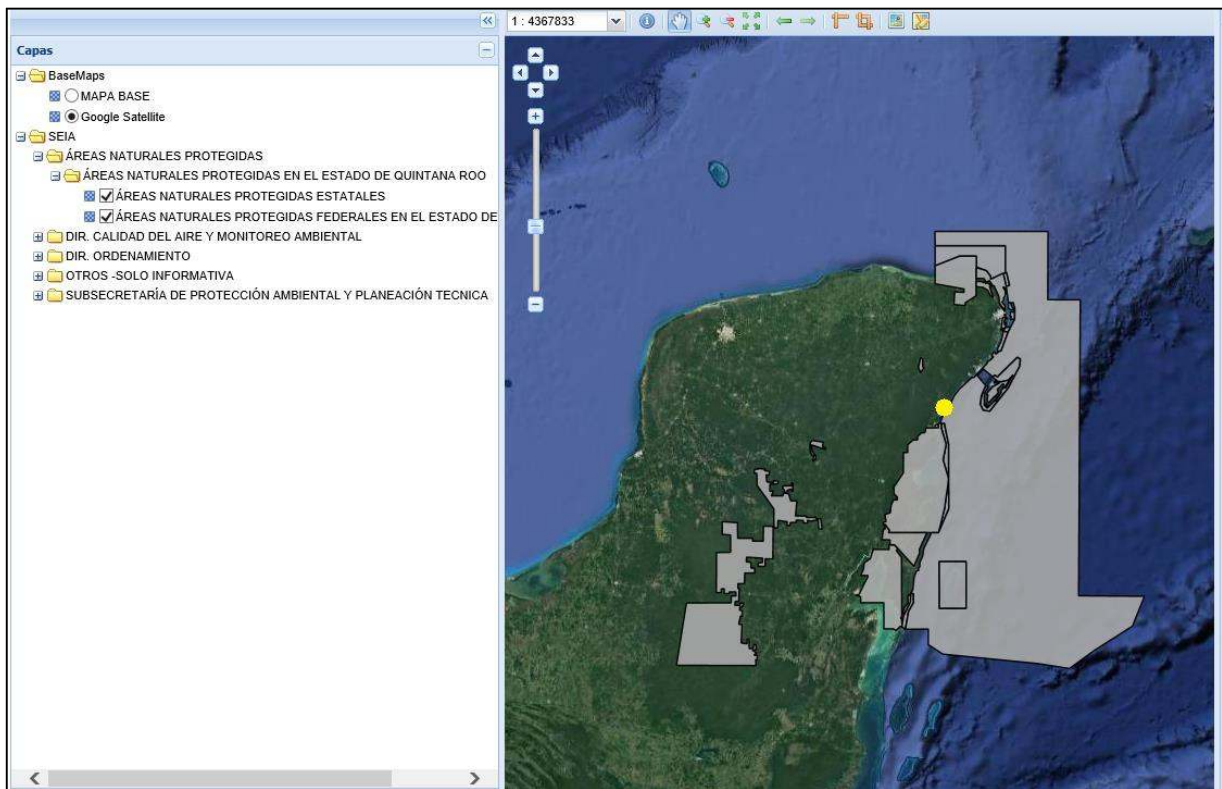 1 : 4367833
Capas
BaseMaps
MAPA BASE
Google Satellite
SEIA
ÁREAS NATURALES PROTEGIDAS
ÁREAS NATURALES PROTEGIDAS EN EL ESTADO DE QUINTANA ROO
ÁREAS NATURALES PROTEGIDAS ESTATALES
ÁREAS NATURALES PROTEGIDAS FEDERALES EN EL ESTADO DE
DIR. CALIDAD DEL AIRE Y MONITOREO AMBIENTAL
DIR. ORDENAMIENTO
OTROS -SOLO INFORMATIVA
SUBSECRETARÍA DE PROTECCIÓN AMBIENTAL Y PLANEACIÓN TECNICA